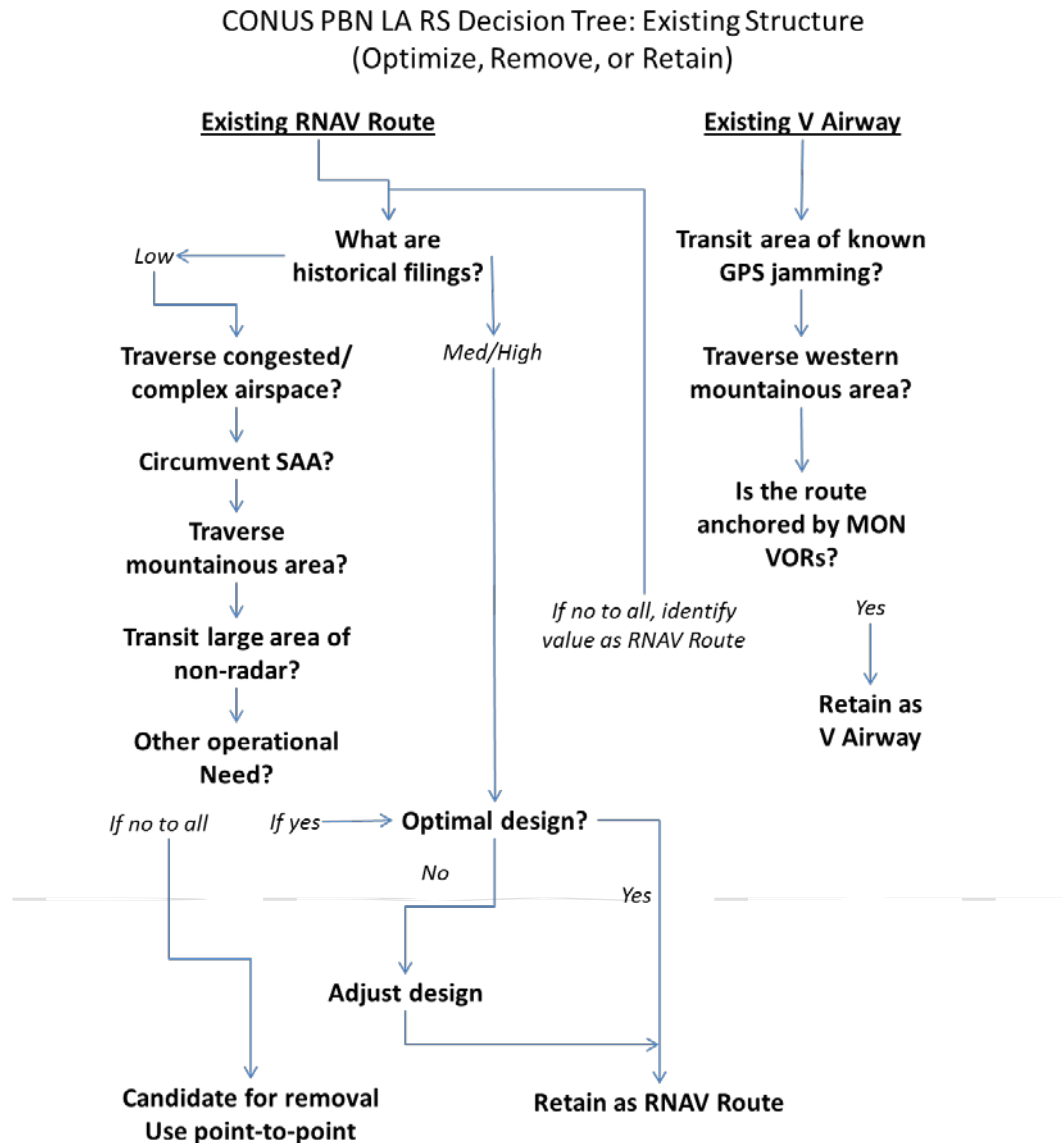 CONUS PBN LA RS Decision Tree: Existing Structure
(Optimize, Remove, or Retain)
Existing RNAV Route
Existing V Airway
What are
historical filings?
Low
Med/High
Traverse congested/
complex airspace?
Circumvent SAA?
Traverse
mountainous area?
Transit large area of
non-radar?
Other operational
Need?
If no to all
If yes
Optimal design?
No
Yes
Adjust design
Candidate for removal
Use point-to-point
Retain as RNAV Route
Transit area of known
GPS jamming?
Traverse western
mountainous area?
Is the route
anchored by MON
VORs?
If no to all, identify
value as RNAV Route
Yes
Retain as
V Airway